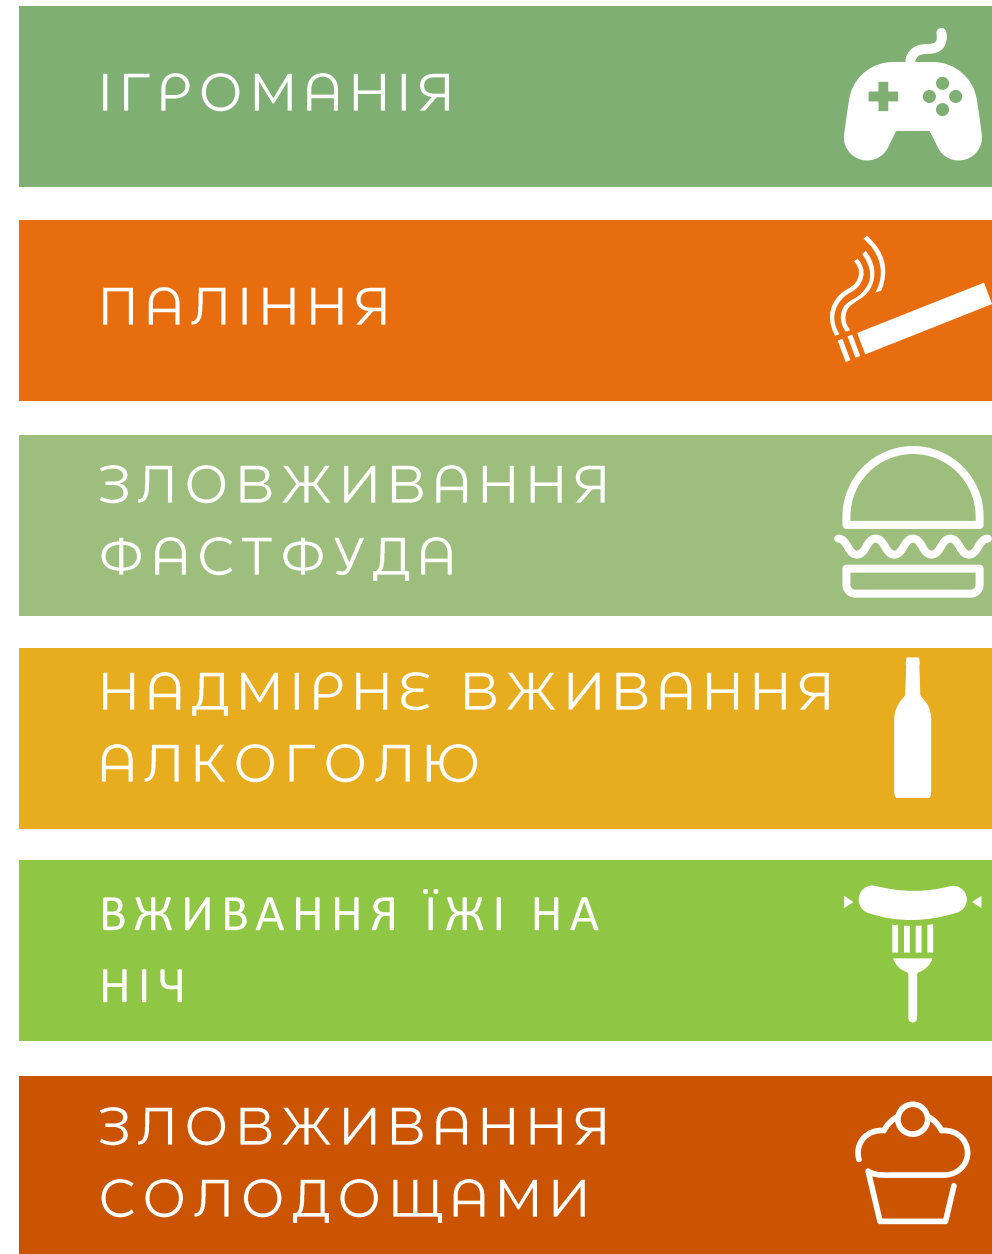 ІГРОМАНІЯ
ПАЛІННЯ
ЗЛОВЖИВАННЯ
ФАСТФУДА
НАДМІРНЕ ВЖИВАННЯ
АЛКОГОЛЮ
ВЖИВАННЯ ЇЖІ НА
НІЧ
ЗЛОВЖИВАННЯ
СОЛОДОЩАМИ